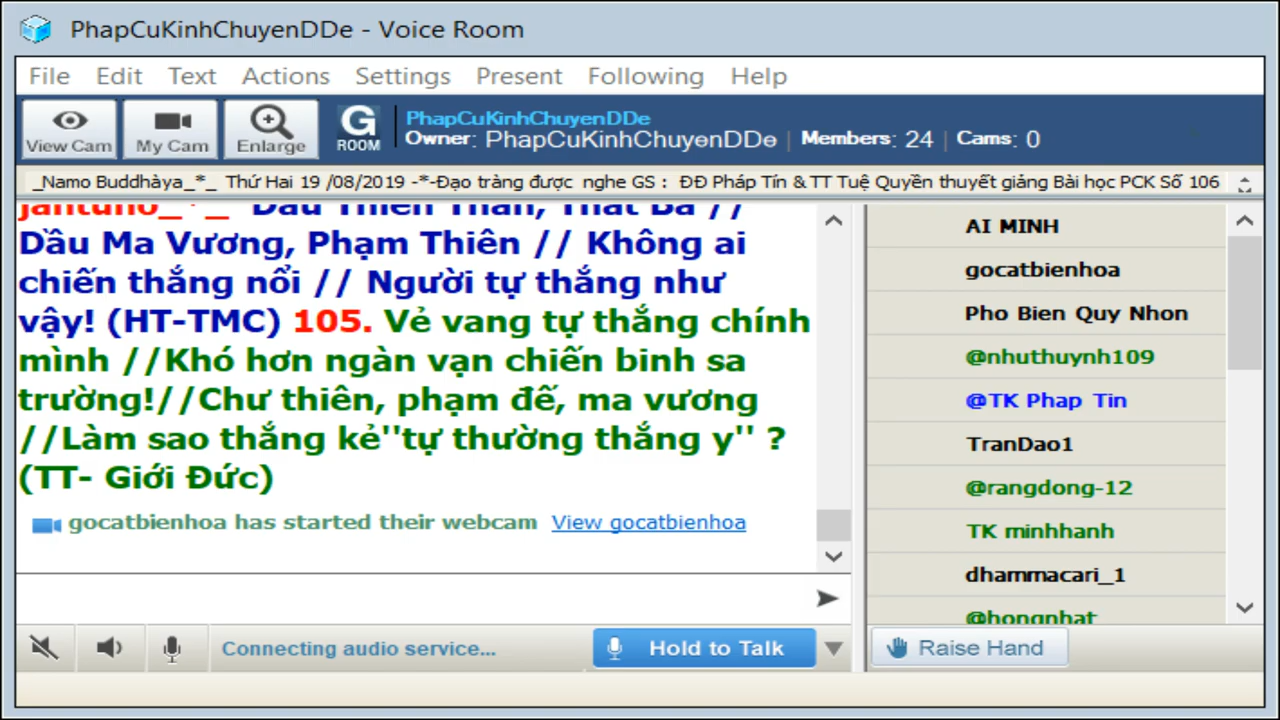 PhapCuKinhChuyenDDe - Voice Room
File Edit Text Actions Settings Present Following Help
View Cam My Cam Enlarge G ROOM
PhapCuKinhChuyenDDe
Owner: PhapCuKinhChuyenDDe | Members: 24 | Cams: 0
_Namo Buddhàya_*_ Thứ Hai 19 /08/2019 -*-Đạo tràng được nghe GS : ĐĐ Pháp Tín & TT Tuệ Quyền thuyết giảng Bài học PCK Số 106
Dầu Ma Vương, Phạm Thiên // Không ai
chiến thắng nổi // Người tự thắng như
vậy! (HT-TMC) 105. Vẻ vang tự thắng chính
mình //Khó hơn ngàn vạn chiến binh sa
trường!//Chư thiên, phạm đế, ma vương
//Làm sao thắng kẻ''tự thường thắng y'' ?
(TT- Giới Đức)
gocatbienhoa has started their webcam View gocatbienhoa
AI MINH
gocatbienhoa
Pho Bien Quy Nhon
@nhuthuynh109
@TK Phap Tin
TranDao1
@rangdong-12
TK minhhanh
dhammacari_1
@hongnhat
Connecting audio service...
Hold to Talk
Raise Hand